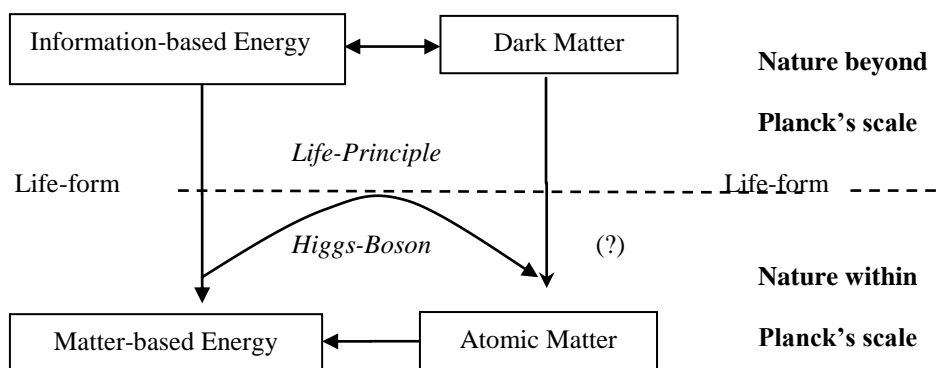 Information-based Energy
Dark Matter
Nature beyond
Planck’s scale
Life-Principle
Life-form
Life-form
Higgs-Boson
(?)
Nature within
Matter-based Energy
Atomic Matter
Planck’s scale